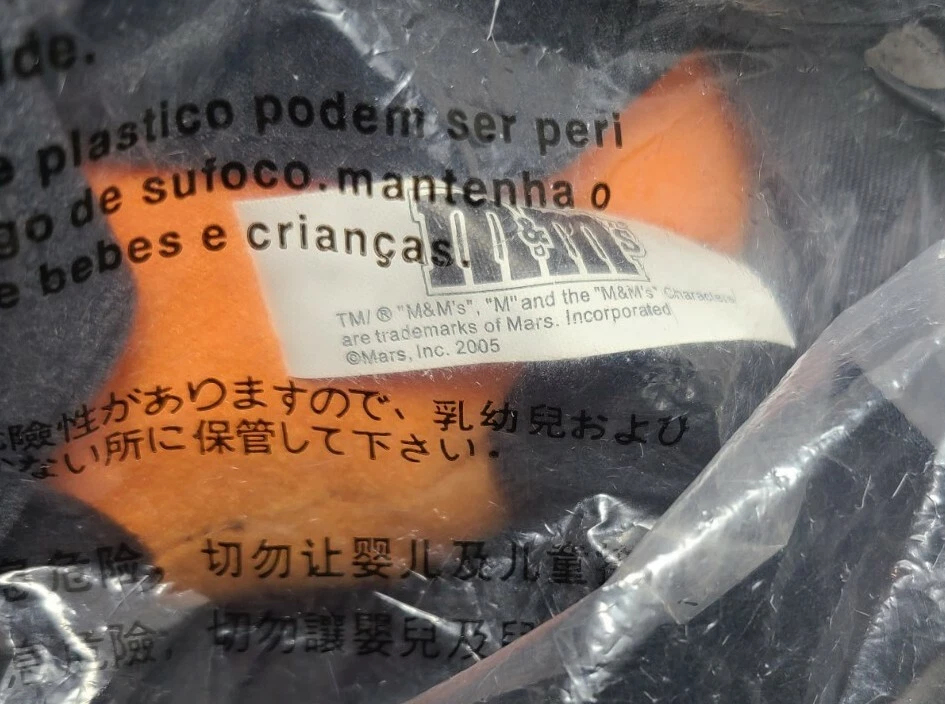 ide.
e plastico podem ser peri
go de sufoco.mantenha o
e bebes e crianças.
m&m's
TM/ ® "M&M's", "M" and the "M&M's" Characters
are trademarks of Mars. Incorporated
©Mars, Inc. 2005
険性がありますので、乳幼兒および
ない所に保管して下さい.
危险，切勿让婴儿及儿童
危險，切勿讓嬰兒及兒